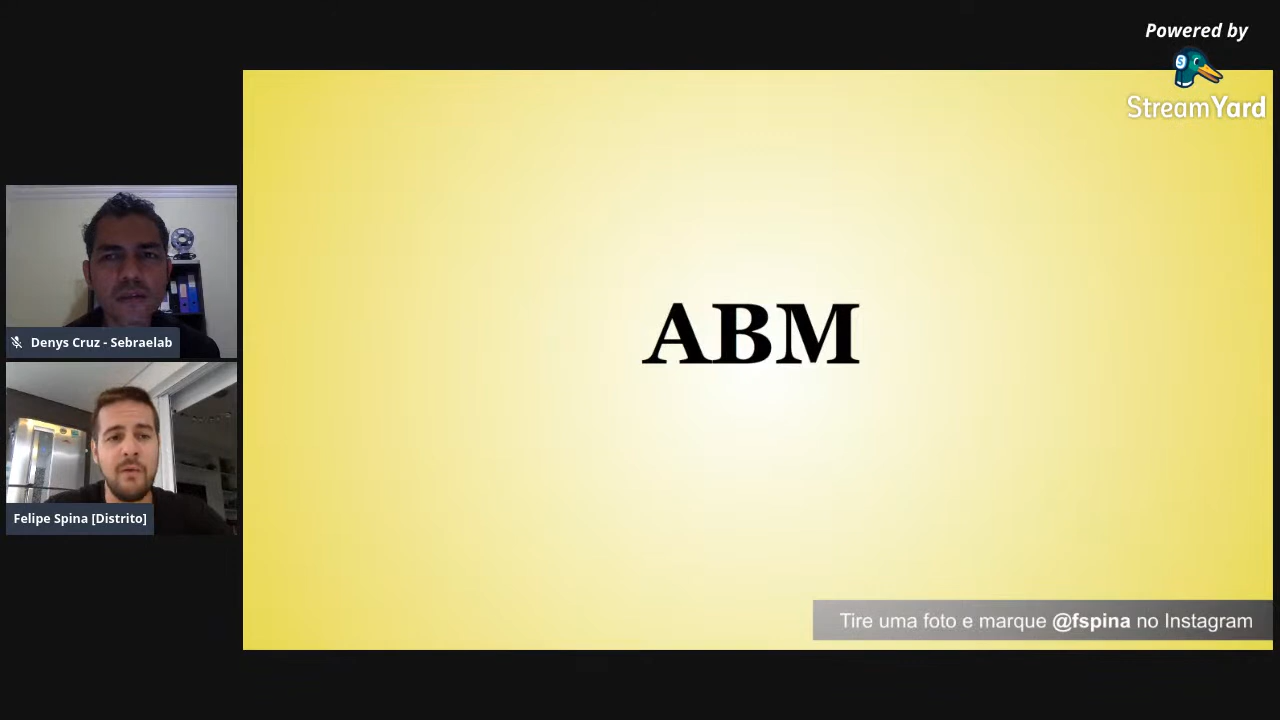 Powered by
StreamYard
ABM
Denys Cruz - Sebraelab
Felipe Spina [Distrito]
Tire uma foto e marque @fspina no Instagram